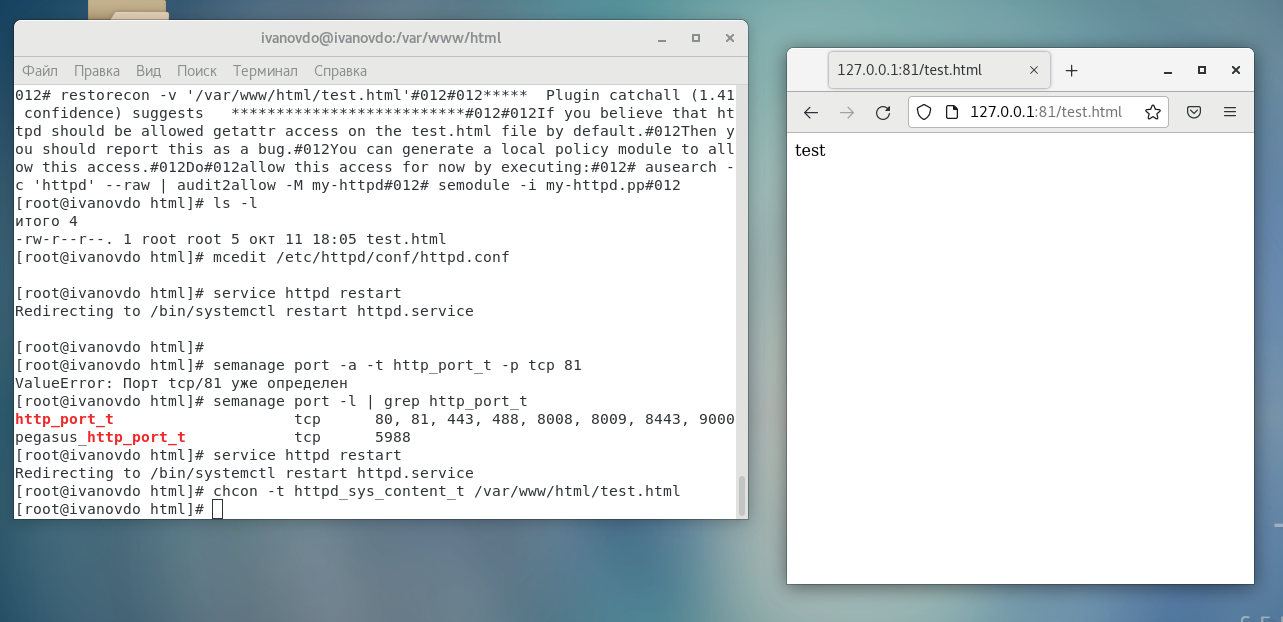 ivanovdo@ivanovdo:/var/www/html
Файл Правка Вид Поиск Терминал Справка
012# restorecon -v '/var/www/html/test.html'#012#012*****  Plugin catchall (1.41
 confidence) suggests   **************************#012#012If you believe that ht
tpd should be allowed getattr access on the test.html file by default.#012Then y
ou should report this as a bug.#012You can generate a local policy module to all
ow this access.#012Do#012allow this access for now by executing:#012# ausearch -
c 'httpd' --raw | audit2allow -M my-httpd#012# semodule -i my-httpd.pp#012
[root@ivanovdo html]# ls -l
итого 4
-rw-r--r--. 1 root root 5 окт 11 18:05 test.html
[root@ivanovdo html]# mcedit /etc/httpd/conf/httpd.conf
[root@ivanovdo html]# service httpd restart
Redirecting to /bin/systemctl restart httpd.service
[root@ivanovdo html]#
[root@ivanovdo html]# semanage port -a -t http_port_t -p tcp 81
ValueError: Порт tcp/81 уже определен
[root@ivanovdo html]# semanage port -l | grep http_port_t
http_port_t                    tcp      80, 81, 443, 488, 8008, 8009, 8443, 9000
pegasus_http_port_t            tcp      5988
[root@ivanovdo html]# service httpd restart
Redirecting to /bin/systemctl restart httpd.service
[root@ivanovdo html]# chcon -t httpd_sys_content_t /var/www/html/test.html
[root@ivanovdo html]#
127.0.0.1:81/test.html
127.0.0.1:81/test.html
test